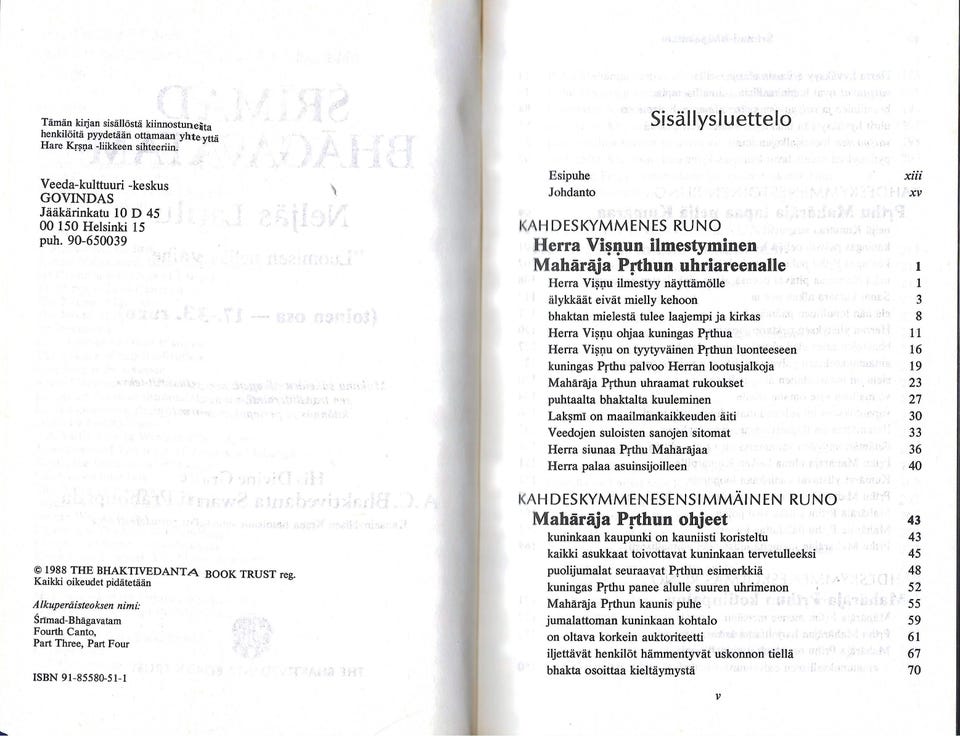 Tämän kirjan sisällöstä kiinnostuneita
henkilöitä pyydetään ottamaan yhteyttä
Hare Kṛṣṇa -liikkeen sihteeriin.
Veeda-kulttuuri -keskus
GOVINDAS
Jääkärinkatu 10 D 45
00 150 Helsinki 15
puh. 90-650039
© 1988 THE BHAKTIVEDANTA BOOK TRUST reg.
Kaikki oikeudet pidätetään
Alkuperäisteoksen nimi:
Śrīmad-Bhāgavatam
Fourth Canto,
Part Three, Part Four
ISBN 91-85580-51-1
Sisällysluettelo
Esipuhe xiii
Johdanto xv
KAHDESKYMMENES RUNO
Herra Viṣṇun ilmestyminen
Mahārāja Pṛthun uhriareenalle 1
Herra Viṣṇu ilmestyy näyttämölle 1
älykkäät eivät mielly kehoon 3
bhaktan mielestä tulee laajempi ja kirkas 8
Herra Viṣṇu ohjaa kuningas Pṛthua 11
Herra Viṣṇu on tyytyväinen Pṛthun luonteeseen 16
kuningas Pṛthu palvoo Herran lootusjalkoja 19
Mahārāja Pṛthun uhraamat rukoukset 23
puhtaalta bhaktalta kuuleminen 27
Lakṣmī on maailmankaikkeuden äiti 30
Veedojen suloisten sanojen sitomat 33
Herra siunaa Pṛthu Mahārājaa 36
Herra palaa asuinsijoilleen 40
KAHDESKYMMENESENSIMMÄINEN RUNO
Mahārāja Pṛthun ohjeet 43
kuninkaan kaupunki on kauniisti koristeltu 43
kaikki asukkaat toivottavat kuninkaan tervetulleeksi 45
puolijumalat seuraavat Pṛthun esimerkkiä 48
kuningas Pṛthu panee alulle suuren uhrimenon 52
Mahārāja Pṛthun kaunis puhe 55
jumalattoman kuninkaan kohtalo 59
on oltava korkein auktoriteetti 61
iljettävät henkilöt hämmentyvät uskonnon tiellä 67
bhakta osoittaa kieltäymystä 70
v